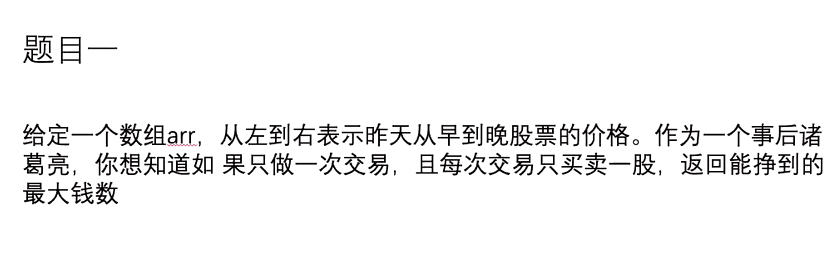 题目一
给定一个数组arr，从左到右表示昨天从早到晚股票的价格。作为一个事后诸
葛亮，你想知道如 果只做一次交易，且每次交易只买卖一股，返回能挣到的
最大钱数